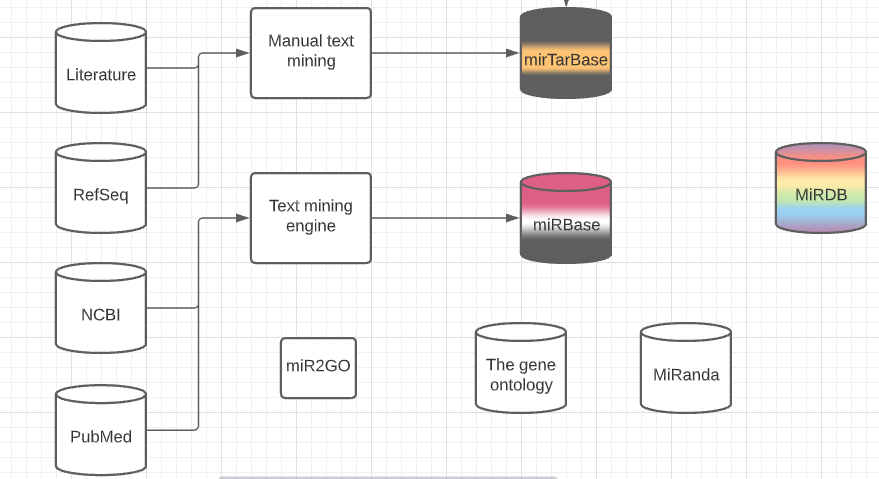 Literature
Manual text
mining
mirTarBase
RefSeq
Text mining
engine
miRBase
MiRDB
NCBI
miR2GO
The gene
ontology
MiRanda
PubMed